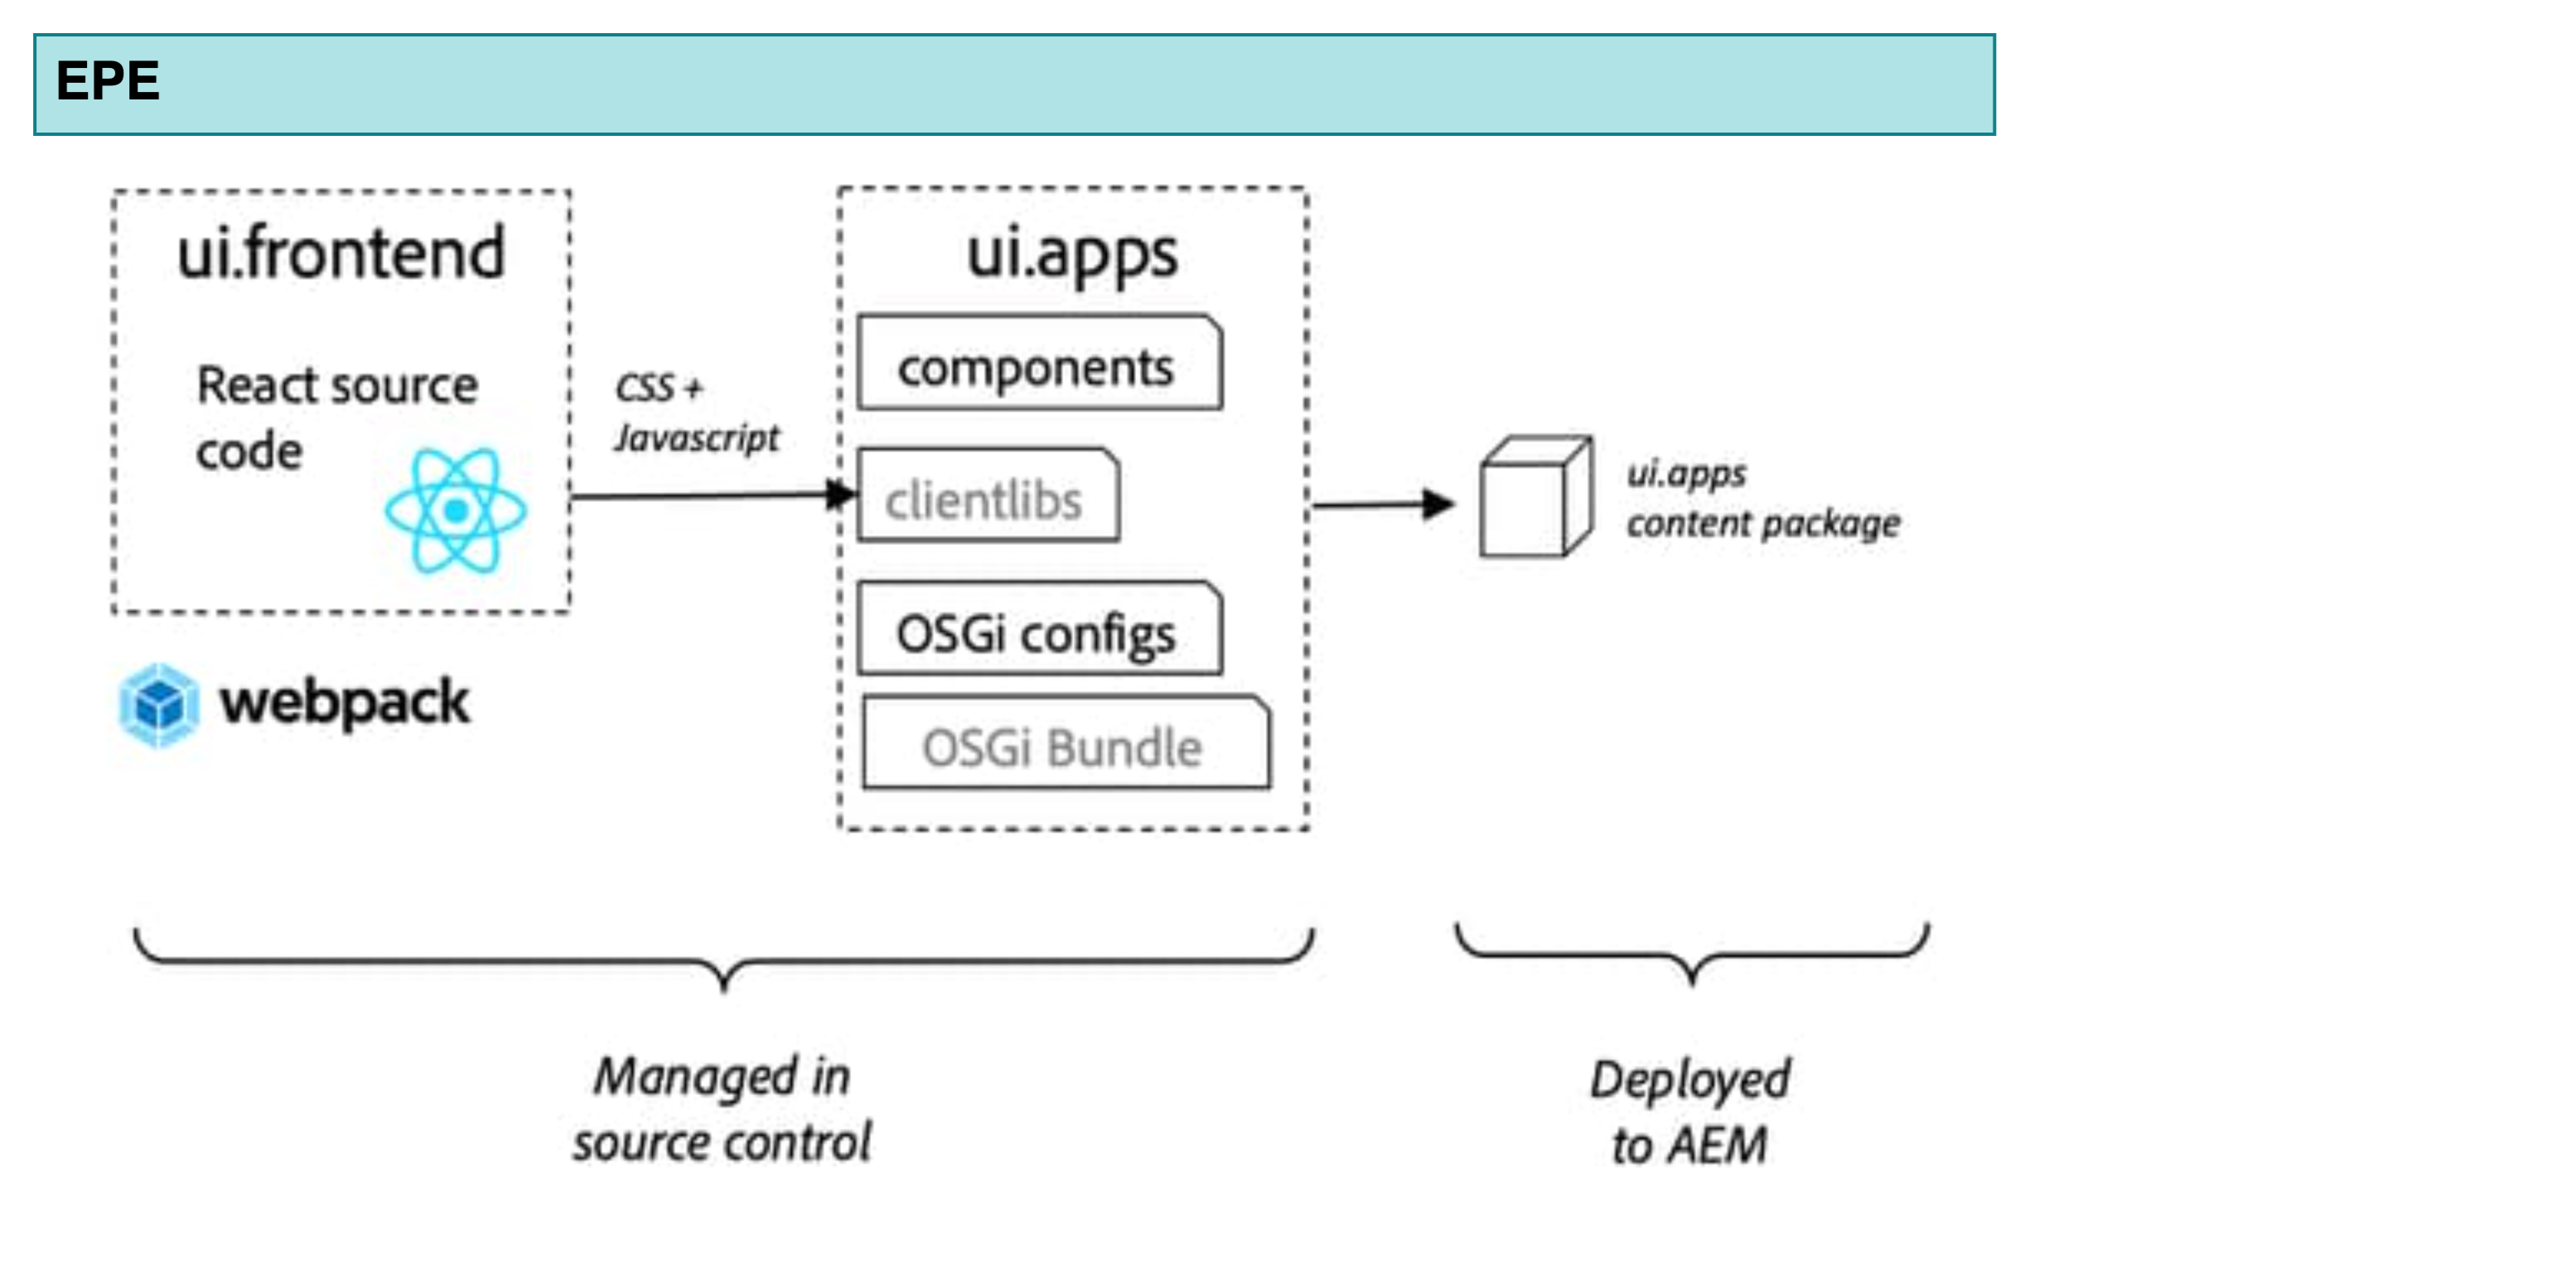 EPE
ui.frontend
React source
code
webpack
CSS +
Javascript
ui.apps
components
clientlibs
OSGi configs
OSGi Bundle
ui.apps
content package
Managed in
source control
Deployed
to AEM